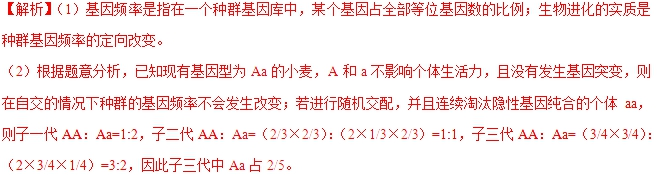 【解析】（1）基因频率是指在一个种群基因库中，某个基因占全部等位基因数的比例；生物进化的实质是
种群基因频率的定向改变。
（2）根据题意分析，已知现有基因型为 Aa 的小麦，A 和 a 不影响个体生活力，且没有发生基因突变，则
在自交的情况下种群的基因频率不会发生改变；若进行随机交配，并且连续淘汰隐性基因纯合的个体 aa，
则子一代 AA：Aa=1:2，子二代 AA：Aa=（2/3×2/3）:（2×1/3×2/3）=1:1，子三代 AA：Aa=（3/4×3/4）:
（2×3/4×1/4）=3:2，因此子三代中 Aa 占 2/5。